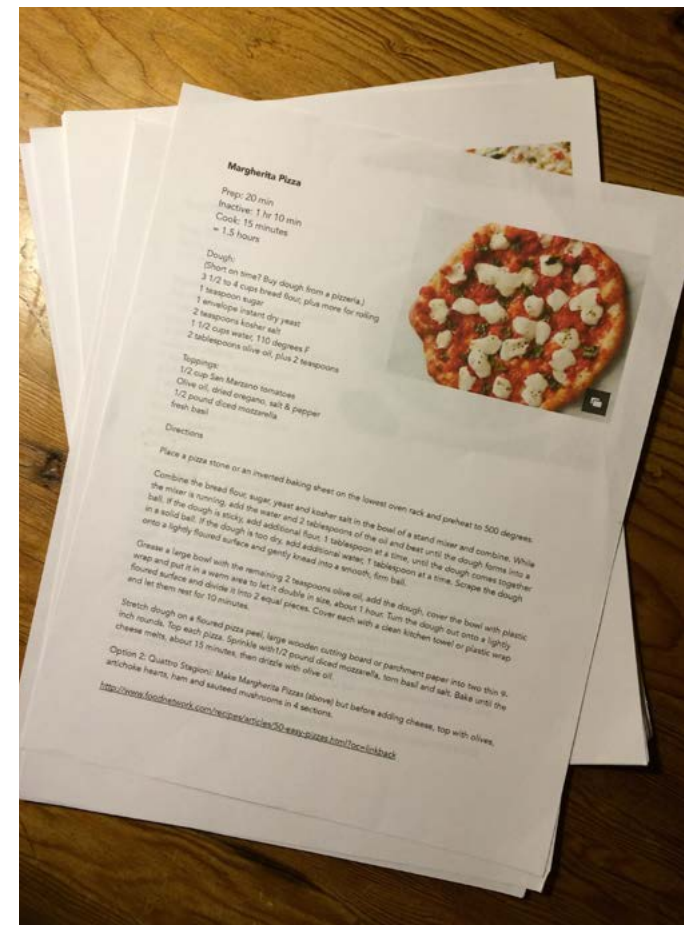 Margherita Pizza
Prep: 20 min
Inactive: 1 hr 10 min
Cook: 15 minutes
= 1.5 hours
Dough:
(Short on time? Buy dough from a pizzeria.)
3 1/2 to 4 cups bread flour, plus more for rolling
1 teaspoon sugar
1 envelope instant dry yeast
2 teaspoons kosher salt
1 1/2 cups water, 110 degrees F
2 tablespoons olive oil, plus 2 teaspoons
Toppings:
1/2 cup San Marzano tomatoes
Olive oil, dried oregano, salt & pepper
1/2 pound diced mozzarella
fresh basil
Directions
Place a pizza stone or an inverted baking sheet on the lowest oven rack and preheat to 500 degrees.
Combine the bread flour, sugar, yeast and kosher salt in the bowl of a stand mixer and combine. While
the mixer is running, add the water and 2 tablespoons of the oil and beat until the dough forms into a
ball. If the dough is sticky, add additional flour, 1 tablespoon at a time, until the dough comes together
in a solid ball. If the dough is too dry, add additional water, 1 tablespoon at a time. Scrape the dough
onto a lightly floured surface and gently knead into a smooth, firm ball.
Grease a large bowl with the remaining 2 teaspoons olive oil, add the dough, cover the bowl with plastic
wrap and put it in a warm area to let it double in size, about 1 hour. Turn the dough out onto a lightly
floured surface and divide it into 2 equal pieces. Cover each with a clean kitchen towel or plastic wrap
and let them rest for 10 minutes.
Stretch dough on a floured pizza peel, large wooden cutting board or parchment paper into two thin 9-
inch rounds. Top each pizza. Sprinkle with1/2 pound diced mozzarella, torn basil and salt. Bake until the
cheese melts, about 15 minutes, then drizzle with olive oil.
Option 2: Quattro Stagioni: Make Margherita Pizzas (above) but before adding cheese, top with olives,
artichoke hearts, ham and sauteed mushrooms in 4 sections.
http://www.foodnetwork.com/recipes/articles/50-easy-pizzas.html?oc=linkback